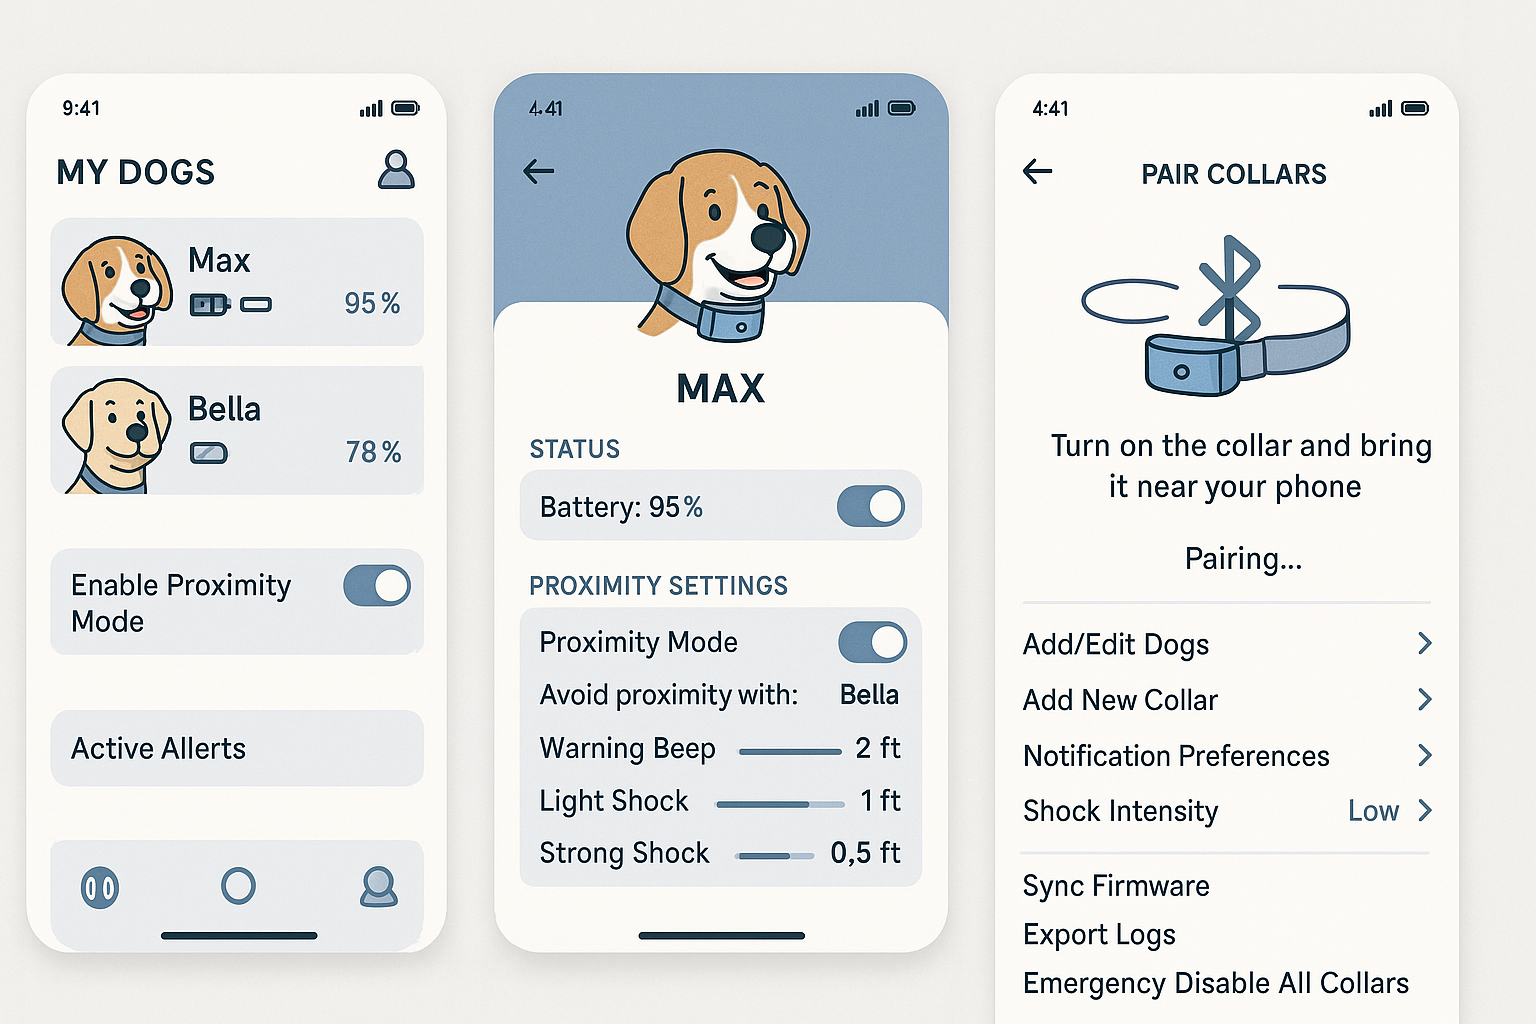 9:41
MY DOGS
Max
95%
Bella
78%
Enable Proximity
Mode
Active Allerts
4.41
MAX
STATUS
Battery: 95%
PROXIMITY SETTINGS
Proximity Mode
Avoid proximity with: Bella
Warning Beep 2 ft
Light Shock 1 ft
Strong Shock 0,5 ft
4:41
PAIR COLLARS
Turn on the collar and bring
it near your phone
Pairing...
Add/Edit Dogs
Add New Collar
Notification Preferences
Shock Intensity Low
Sync Firmware
Export Logs
Emergency Disable All Collars